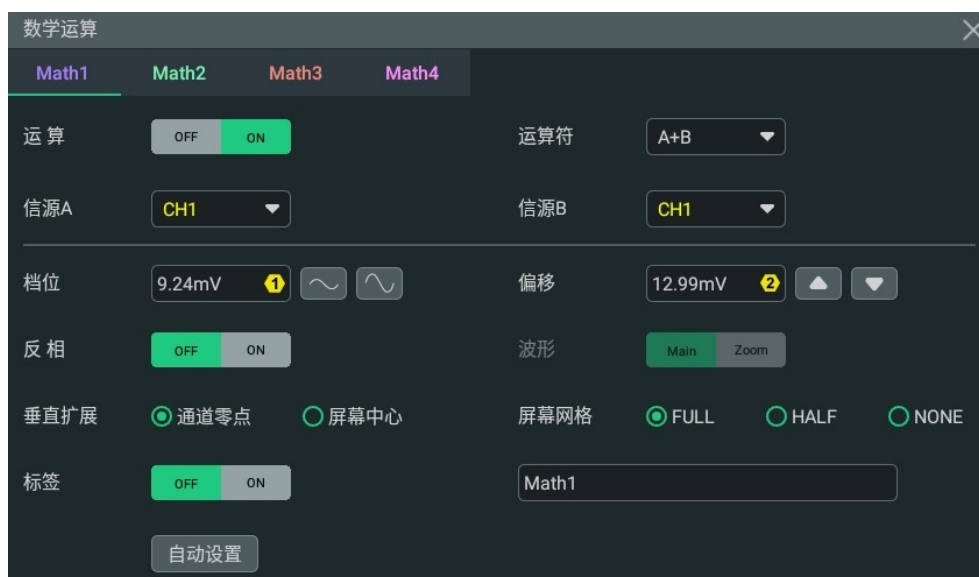 数学运算
Math1 Math2 Math3 Math4
运 算 OFF ON 运算符 A+B
信源A CH1 信源B CH1
档位 9.24mV 1 偏移 12.99mV 2
反 相 OFF ON 波形 Main Zoom
垂直扩展 通道零点 屏幕中心 屏幕网格 FULL HALF NONE
标签 OFF ON Math1
自动设置